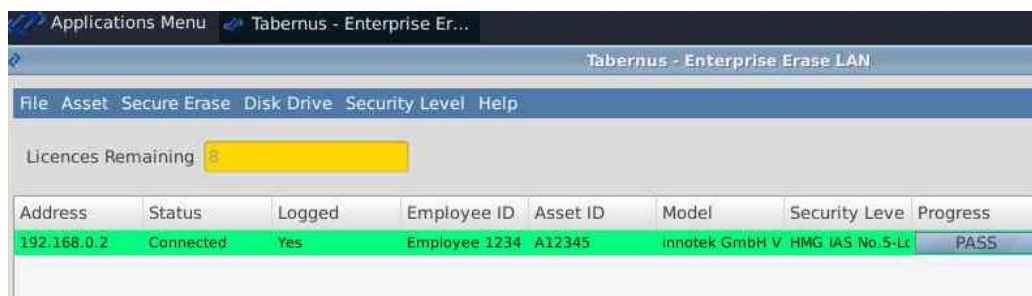 Applications Menu Tabernus - Enterprise Er...
Tabernus - Enterprise Erase LAN
File Asset Secure Erase Disk Drive Security Level Help
Licences Remaining 8
Address Status Logged Employee ID Asset ID Model Security Leve Progress
192.168.0.2 Connected Yes Employee 1234 A12345 innotek GmbH V HMG IAS No.5-Lo PASS